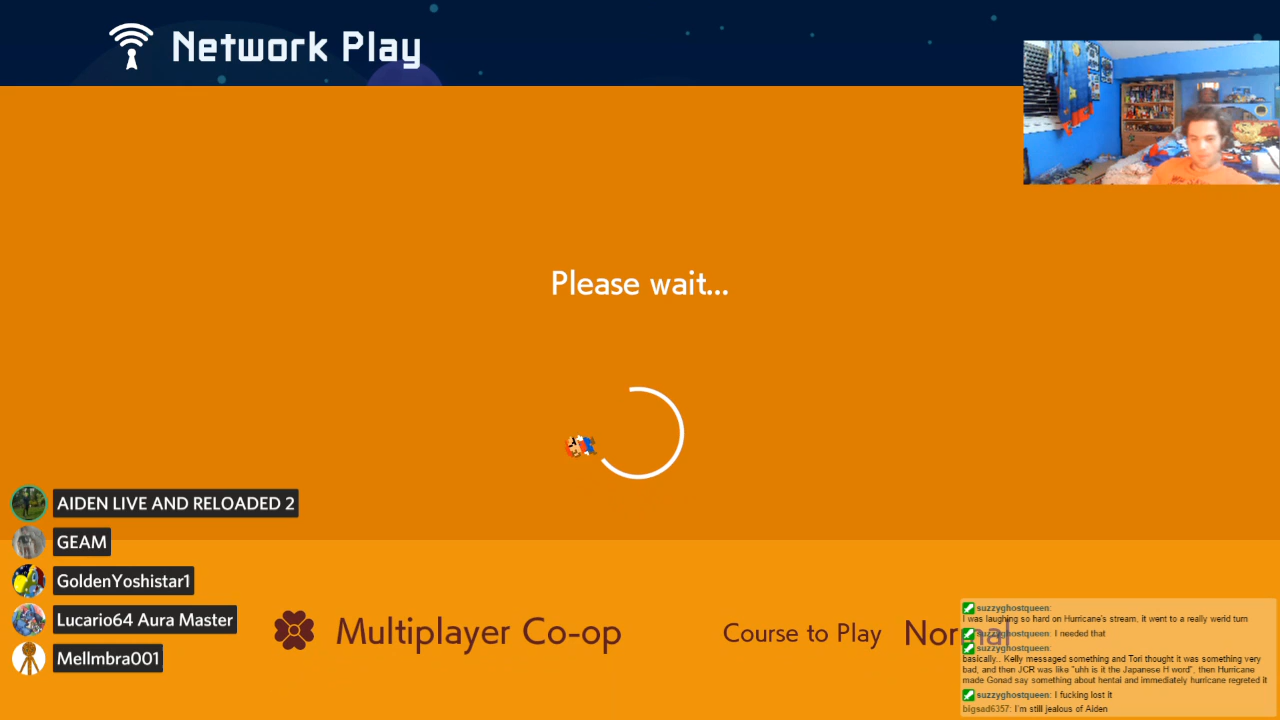 Network Play
Please wait...
AIDEN LIVE AND RELOADED 2
GEAM
GoldenYoshistar1
Lucario64 Aura Master
Mellmbra001
Multiplayer Co-op
Course to Play Normal
suzzyghostqueen:
I was laughing so hard on Hurricane's stream, it went to a really werid turn
suzzyghostqueen: I needed that
suzzyghostqueen:
basically.. Kelly messaged something and Tori thought it was something very
bad, and then JCR was like "uhh is it the Japanese H word", then Hurricane
made Gonad say something about hentai and immediately hurricane regretted it
suzzyghostqueen: I fucking lost it
bigsad6357: I'm still jealous of Aiden